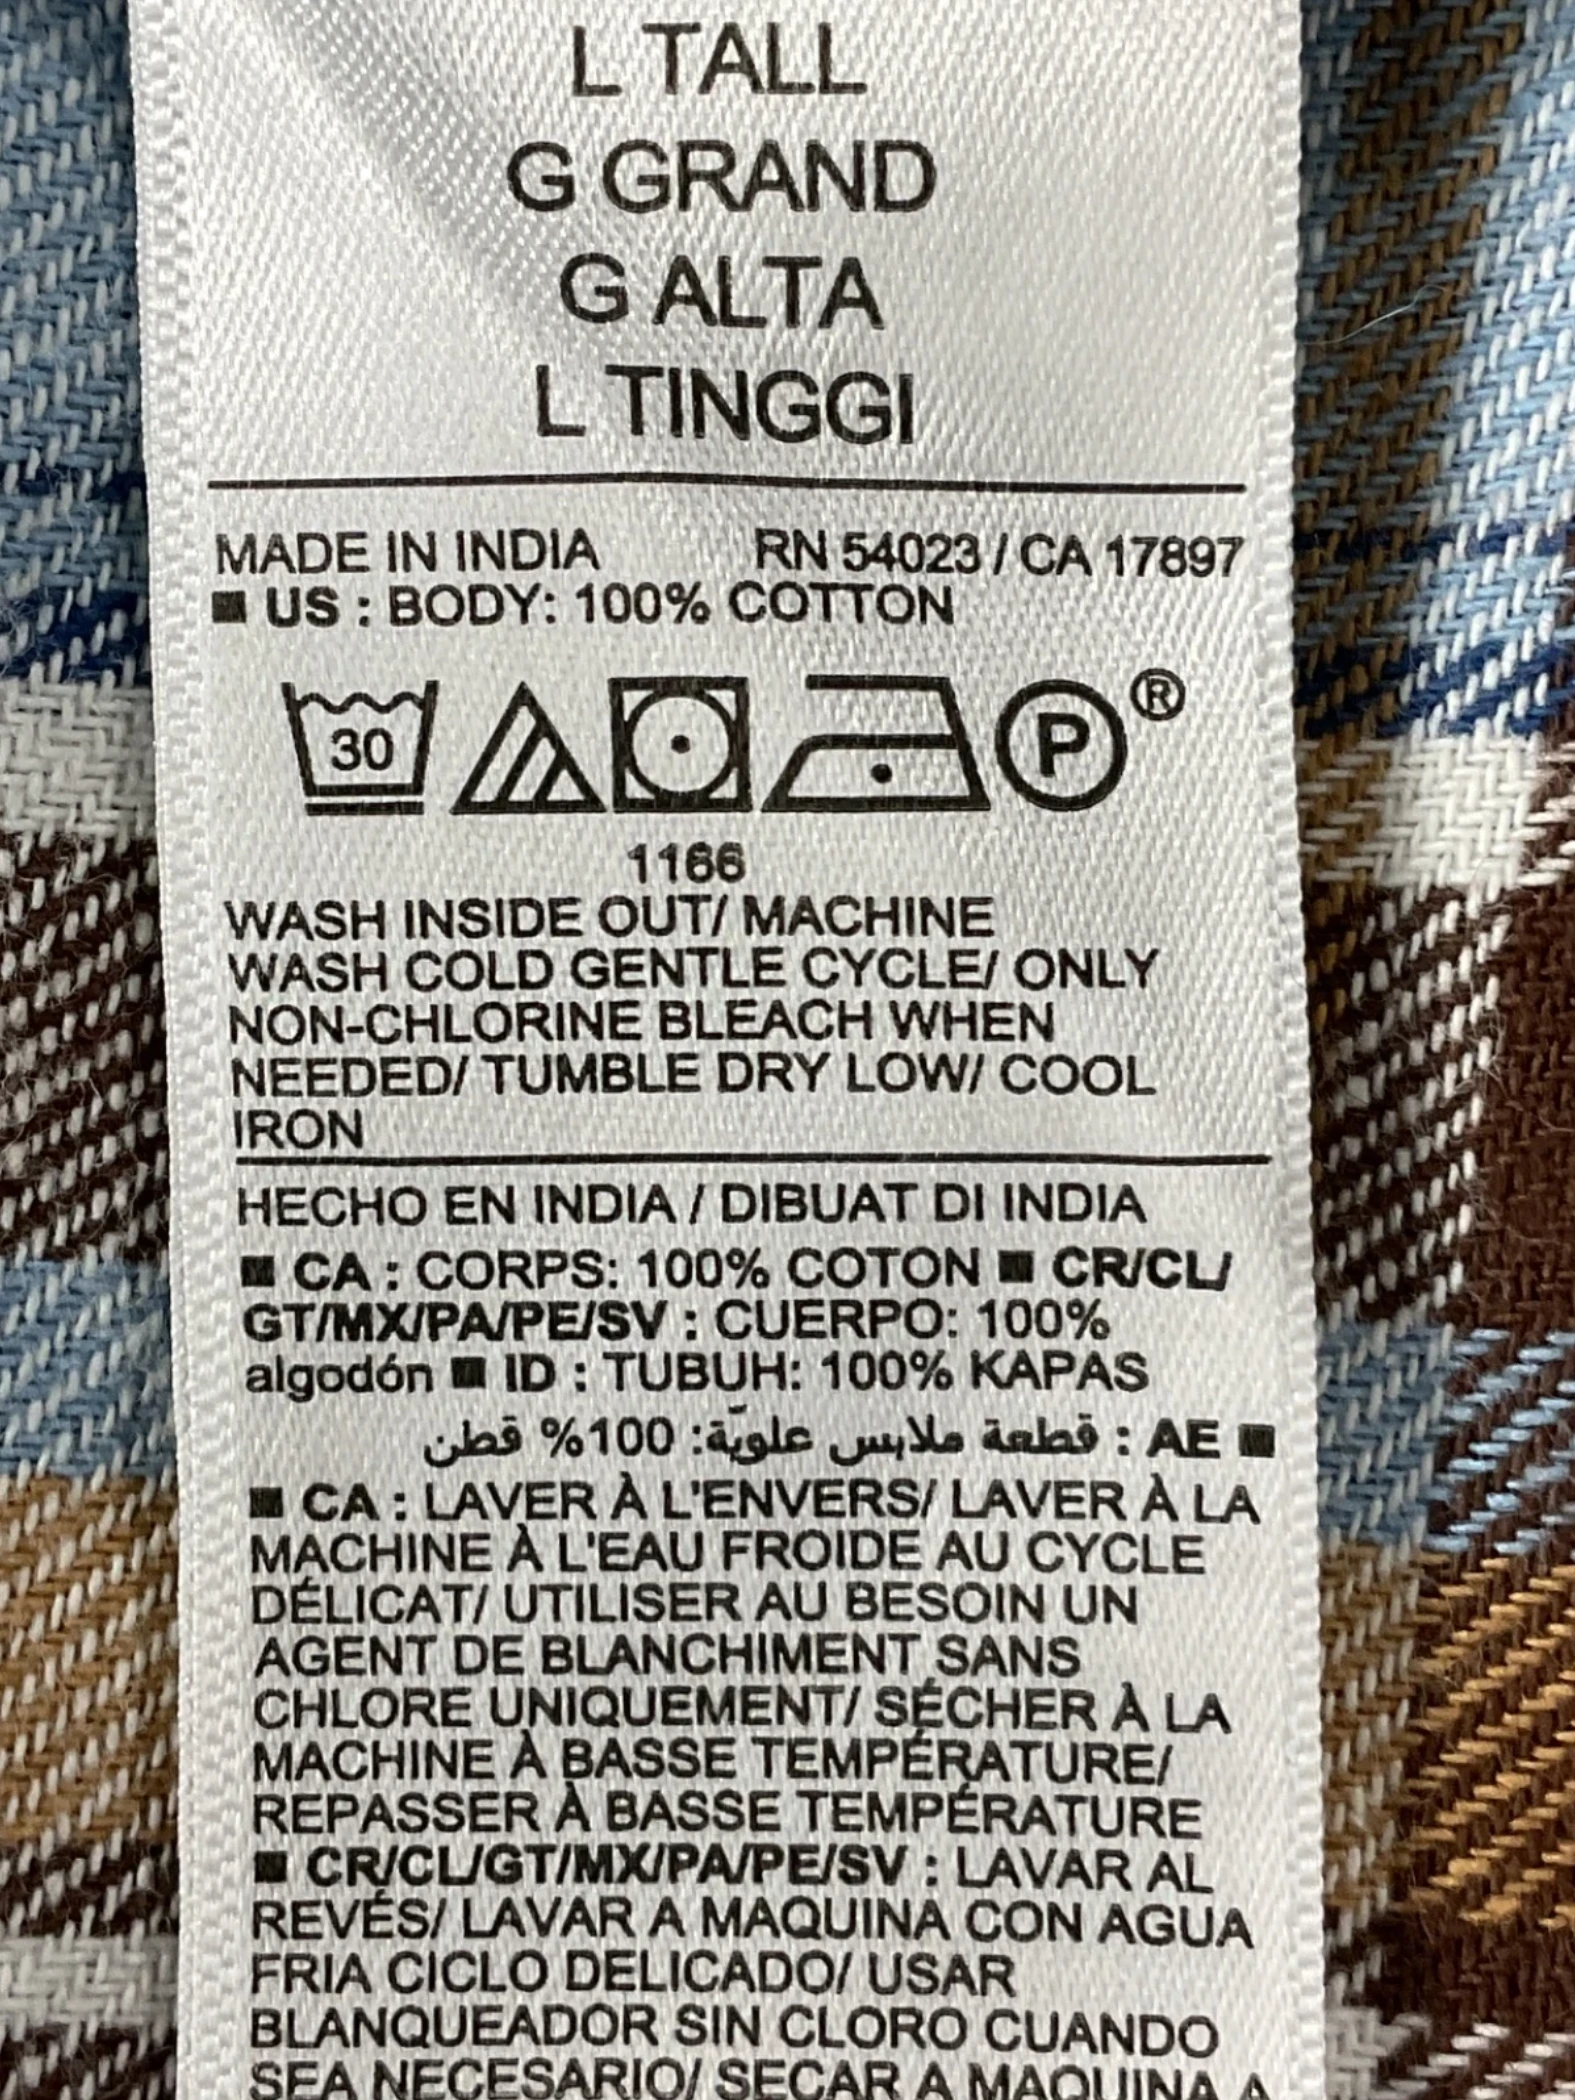 L TALL
G GRAND
G ALTA
L TINGGI
MADE IN INDIA RN 54023 / CA 17897
■ US : BODY: 100% COTTON
30 P ®
1166
WASH INSIDE OUT/ MACHINE
WASH COLD GENTLE CYCLE/ ONLY
NON-CHLORINE BLEACH WHEN
NEEDED/ TUMBLE DRY LOW/ COOL
IRON
HECHO EN INDIA / DIBUAT DI INDIA
■ CA : CORPS: 100% COTON ■ CR/CL/
GT/MX/PA/PE/SV : CUERPO: 100%
algodón ■ ID : TUBUH: 100% KAPAS
■ AE : قطعة ملابس علويّة: 100% قطن
■ CA : LAVER À L'ENVERS/ LAVER À LA
MACHINE À L'EAU FROIDE AU CYCLE
DÉLICAT/ UTILISER AU BESOIN UN
AGENT DE BLANCHIMENT SANS
CHLORE UNIQUEMENT/ SÉCHER À LA
MACHINE À BASSE TEMPÉRATURE/
REPASSER À BASSE TEMPÉRATURE
■ CR/CL/GT/MX/PA/PE/SV : LAVAR AL
REVÉS/ LAVAR A MAQUINA CON AGUA
FRIA CICLO DELICADO/ USAR
BLANQUEADOR SIN CLORO CUANDO
SEA NECESARIO/ SECAR A MAQUINA A